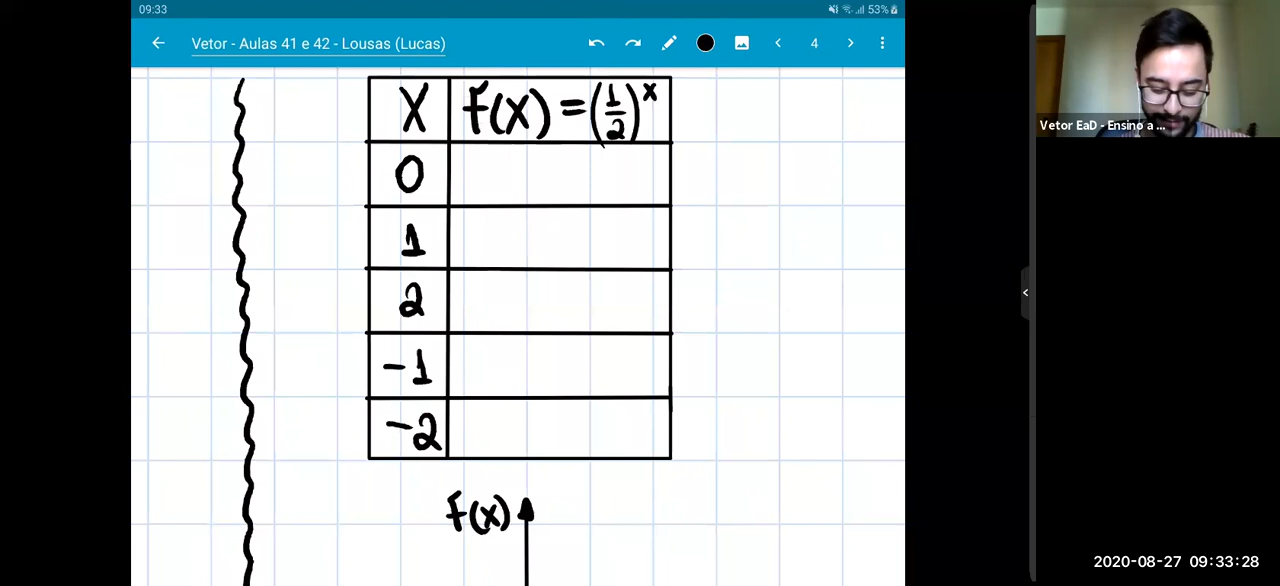 09:33
53%
Vetor - Aulas 41 e 42 - Lousas (Lucas)
4
X F(X) = (1/2)^x
0
1
2
-1
-2
F(X)
Vetor EaD - Ensino a ...
2020-08-27 09:33:28